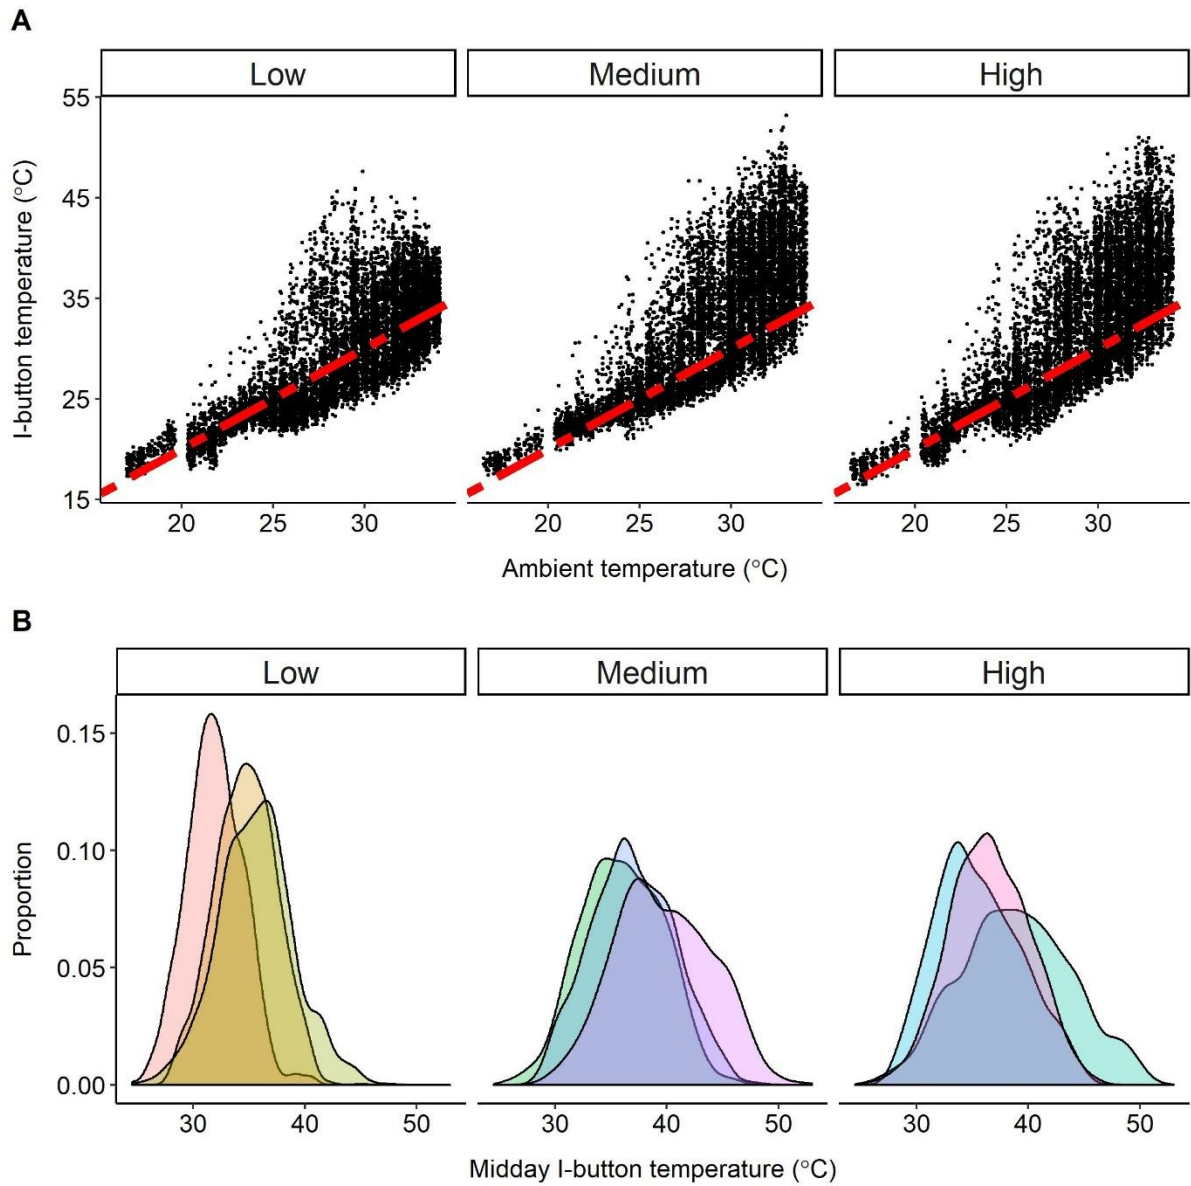 A
Low Medium High
55
45
35
25
15
I-button temperature (°C)
20 25 30 20 25 30 20 25 30
Ambient temperature (°C)
B
Low Medium High
0.15
0.10
0.05
0.00
Proportion
30 40 50 30 40 50 30 40 50
Midday I-button temperature (°C)